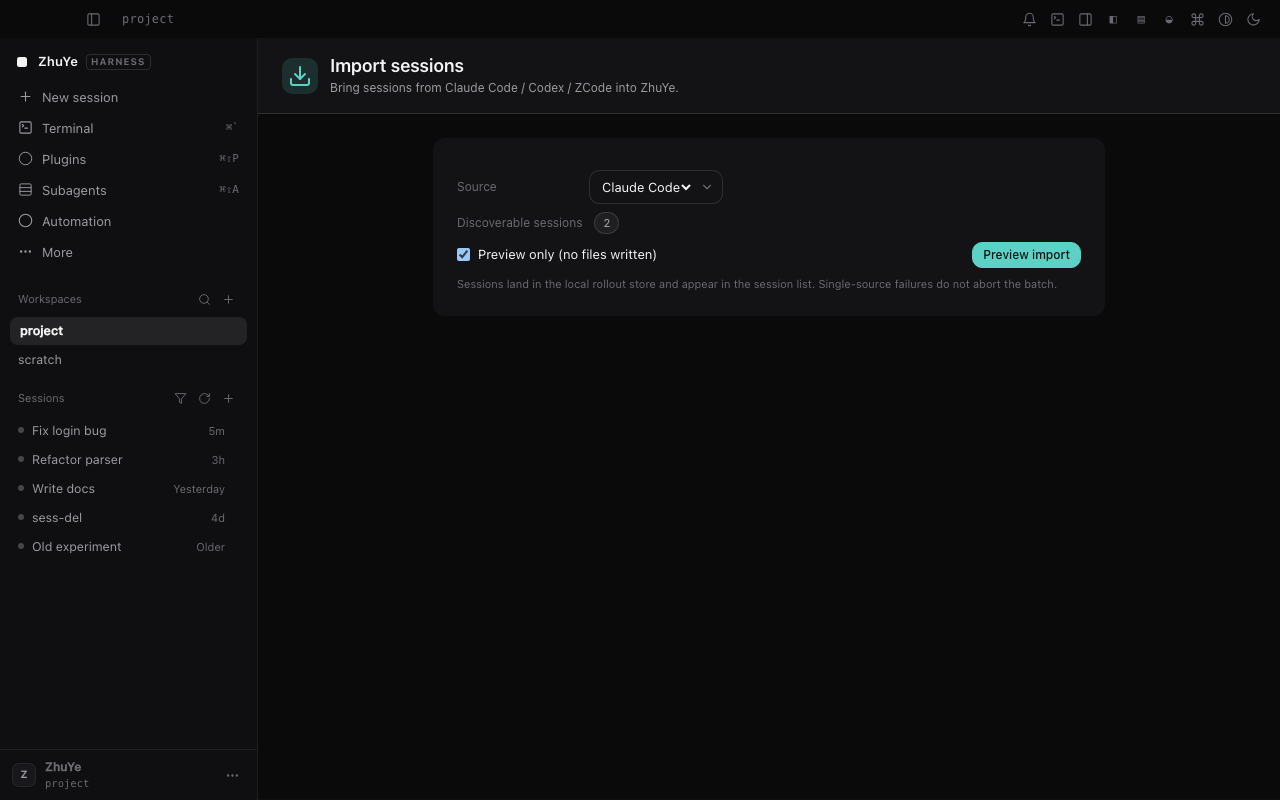 project
ZhuYe HARNESS
New session
Terminal ⌘`
Plugins ⌘⇧P
Subagents ⌘⇧A
Automation
More
Workspaces
project
scratch
Sessions
Fix login bug 5m
Refactor parser 3h
Write docs Yesterday
sess-del 4d
Old experiment Older
Z ZhuYe
project
Import sessions
Bring sessions from Claude Code / Codex / ZCode into ZhuYe.
Source Claude Code
Discoverable sessions 2
Preview only (no files written) Preview import
Sessions land in the local rollout store and appear in the session list. Single-source failures do not abort the batch.